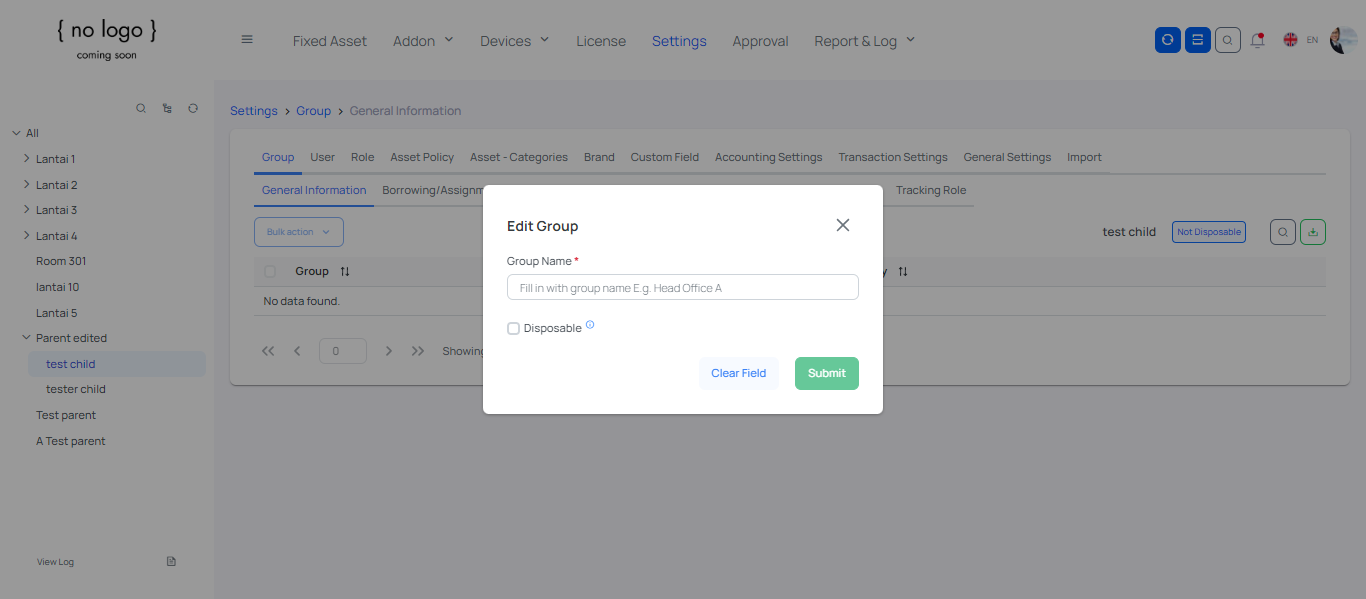 { no logo }
coming soon
Fixed Asset Addon Devices License Settings Approval Report & Log EN
Settings > Group > General Information
All
Lantai 1
Lantai 2
Lantai 3
Lantai 4
Room 301
lantai 10
Lantai 5
Parent edited
test child
tester child
Test parent
A Test parent
View Log
Group User Role Asset Policy Asset - Categories Brand Custom Field Accounting Settings Transaction Settings General Settings Import
General Information Borrowing/Assignm Tracking Role
Bulk action test child Not Disposable
Group y
No data found.
0 Showing
Edit Group
Group Name *
Fill in with group name E.g. Head Office A
Disposable
Clear Field Submit